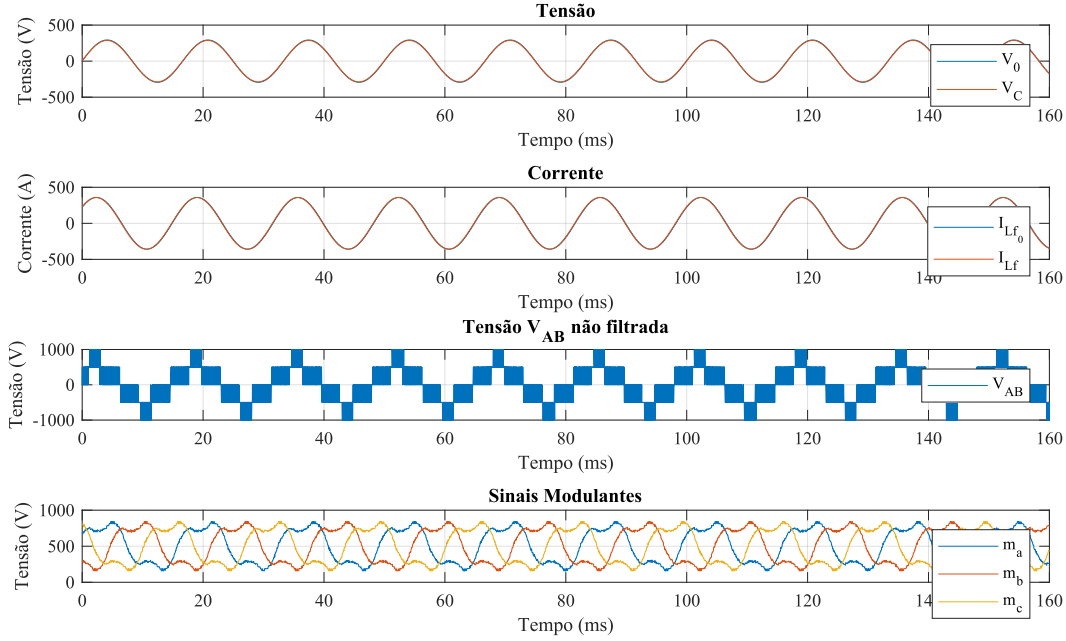 Tensão
Tensão (V)
500
0
-500
0 20 40 60 80 100 120 140 160
Tempo (ms)
V0
VC
Corrente
Corrente (A)
500
0
-500
0 20 40 60 80 100 120 140 160
Tempo (ms)
ILf0
ILf
Tensão VAB não filtrada
Tensão (V)
1000
0
-1000
0 20 40 60 80 100 120 140 160
Tempo (ms)
VAB
Sinais Modulantes
Tensão (V)
1000
500
0
0 20 40 60 80 100 120 140 160
Tempo (ms)
ma
mb
mc